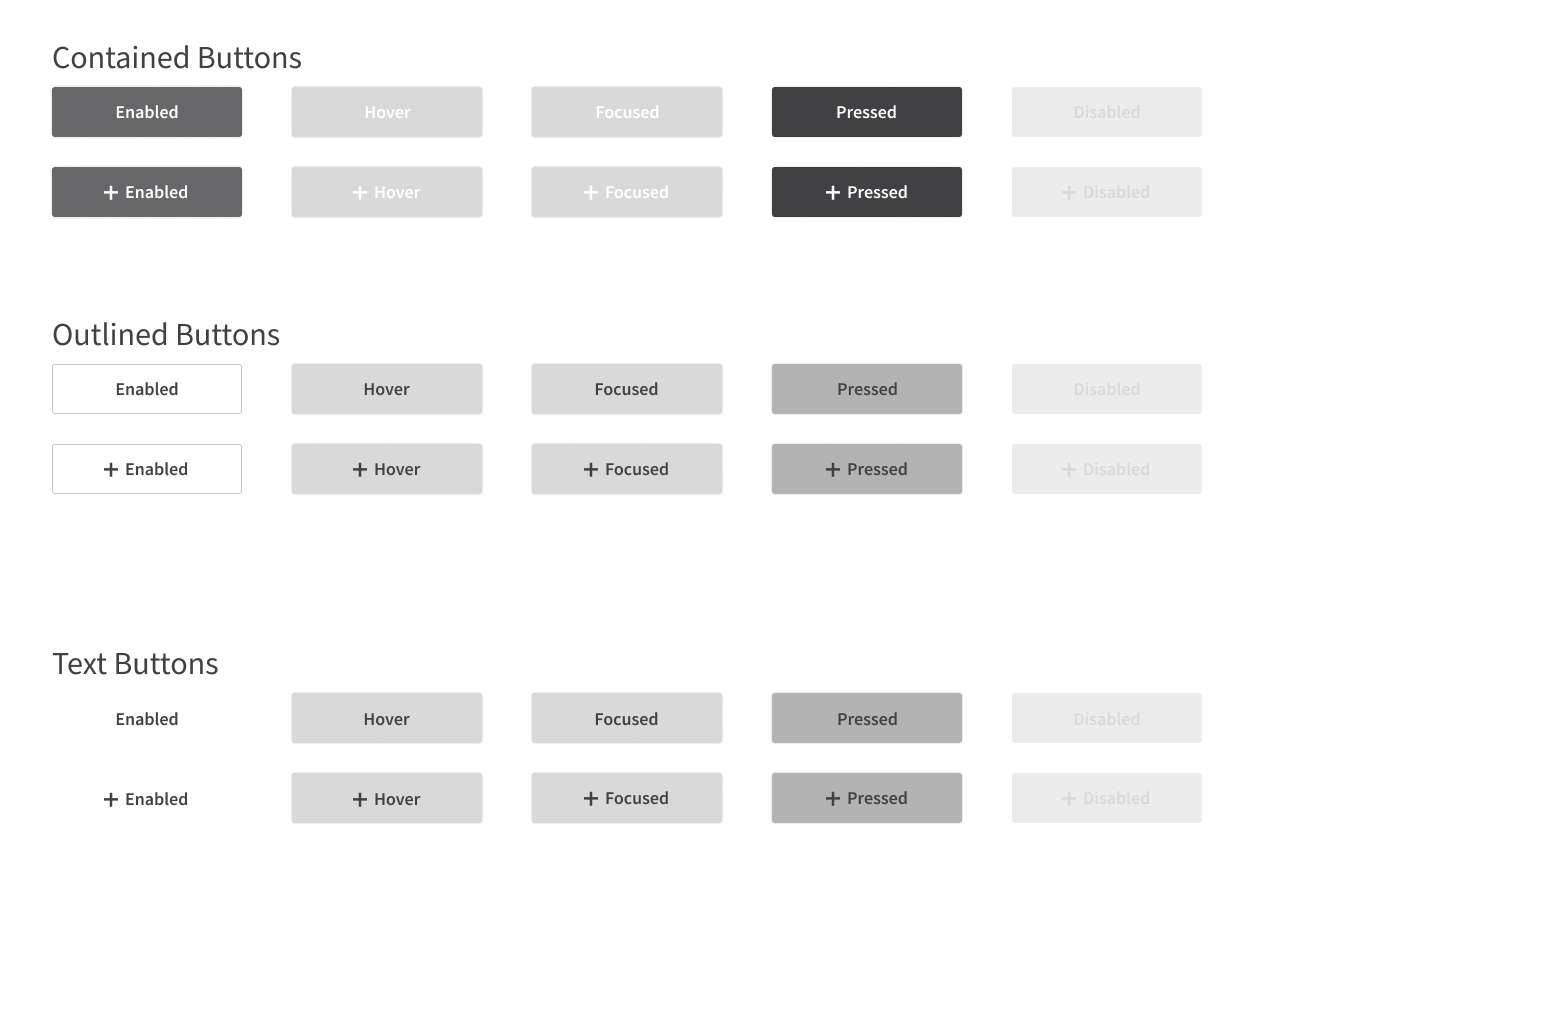 Contained Buttons
Enabled Hover Focused Pressed Disabled
+ Enabled + Hover + Focused + Pressed + Disabled
Outlined Buttons
Enabled Hover Focused Pressed Disabled
+ Enabled + Hover + Focused + Pressed + Disabled
Text Buttons
Enabled Hover Focused Pressed Disabled
+ Enabled + Hover + Focused + Pressed + Disabled